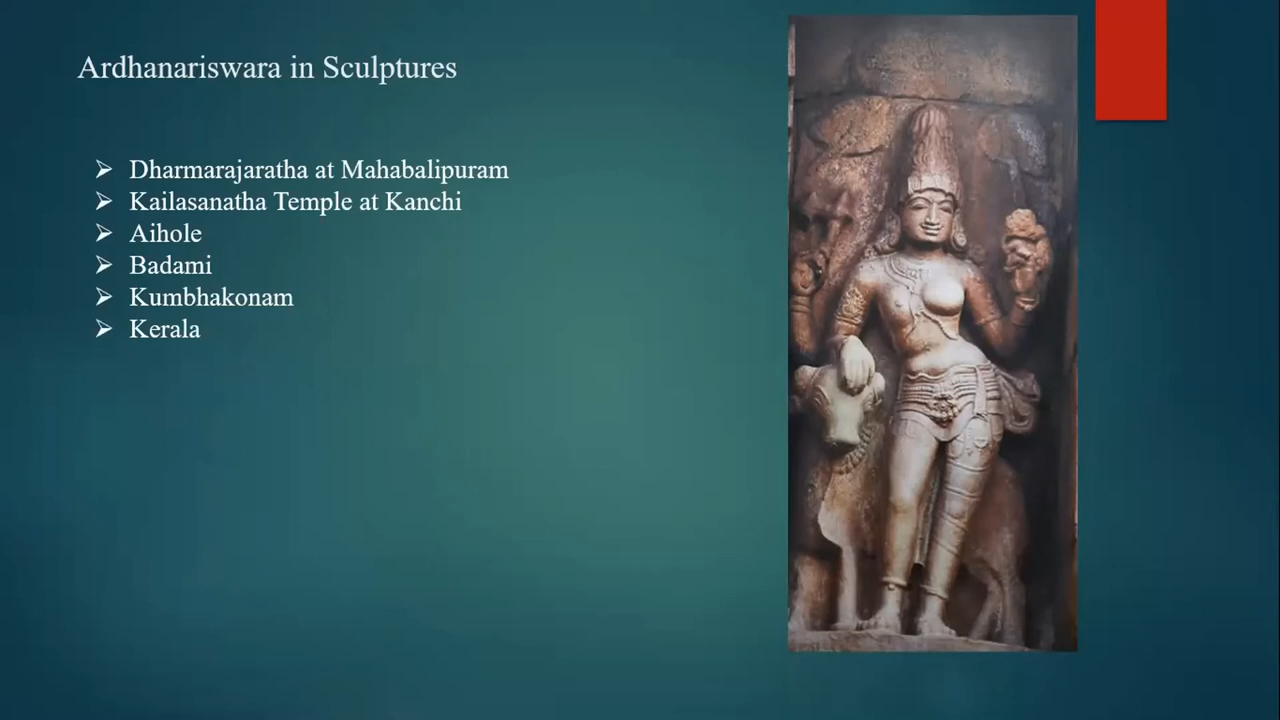 Ardhanariswara in Sculptures
Dharmarajaratha at Mahabalipuram
Kailasanatha Temple at Kanchi
Aihole
Badami
Kumbhakonam
Kerala